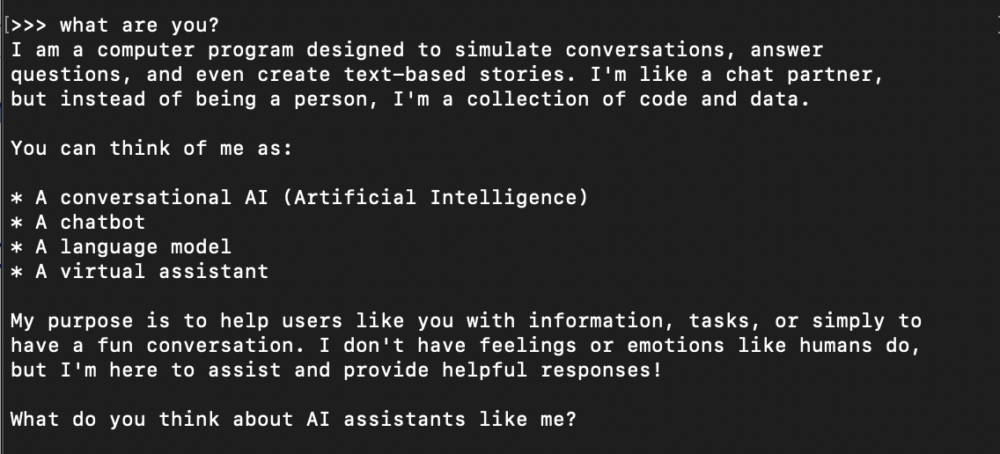 >>> what are you?
I am a computer program designed to simulate conversations, answer
questions, and even create text-based stories. I'm like a chat partner,
but instead of being a person, I'm a collection of code and data.
You can think of me as:
* A conversational AI (Artificial Intelligence)
* A chatbot
* A language model
* A virtual assistant
My purpose is to help users like you with information, tasks, or simply to
have a fun conversation. I don't have feelings or emotions like humans do,
but I'm here to assist and provide helpful responses!
What do you think about AI assistants like me?